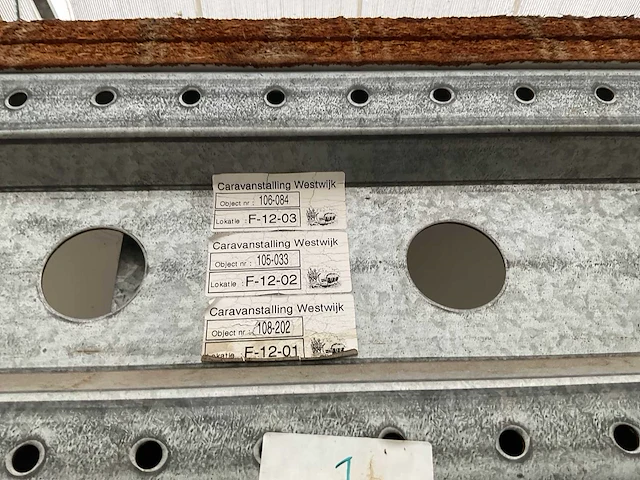 Caravanstalling Westwijk
Object nr : 106-084
Lokatie : F-12-03
Caravanstalling Westwijk
Object nr : 105-033
Lokatie : F-12-02
Caravanstalling Westwijk
Object nr : 108-202
Lokatie : F-12-01
1